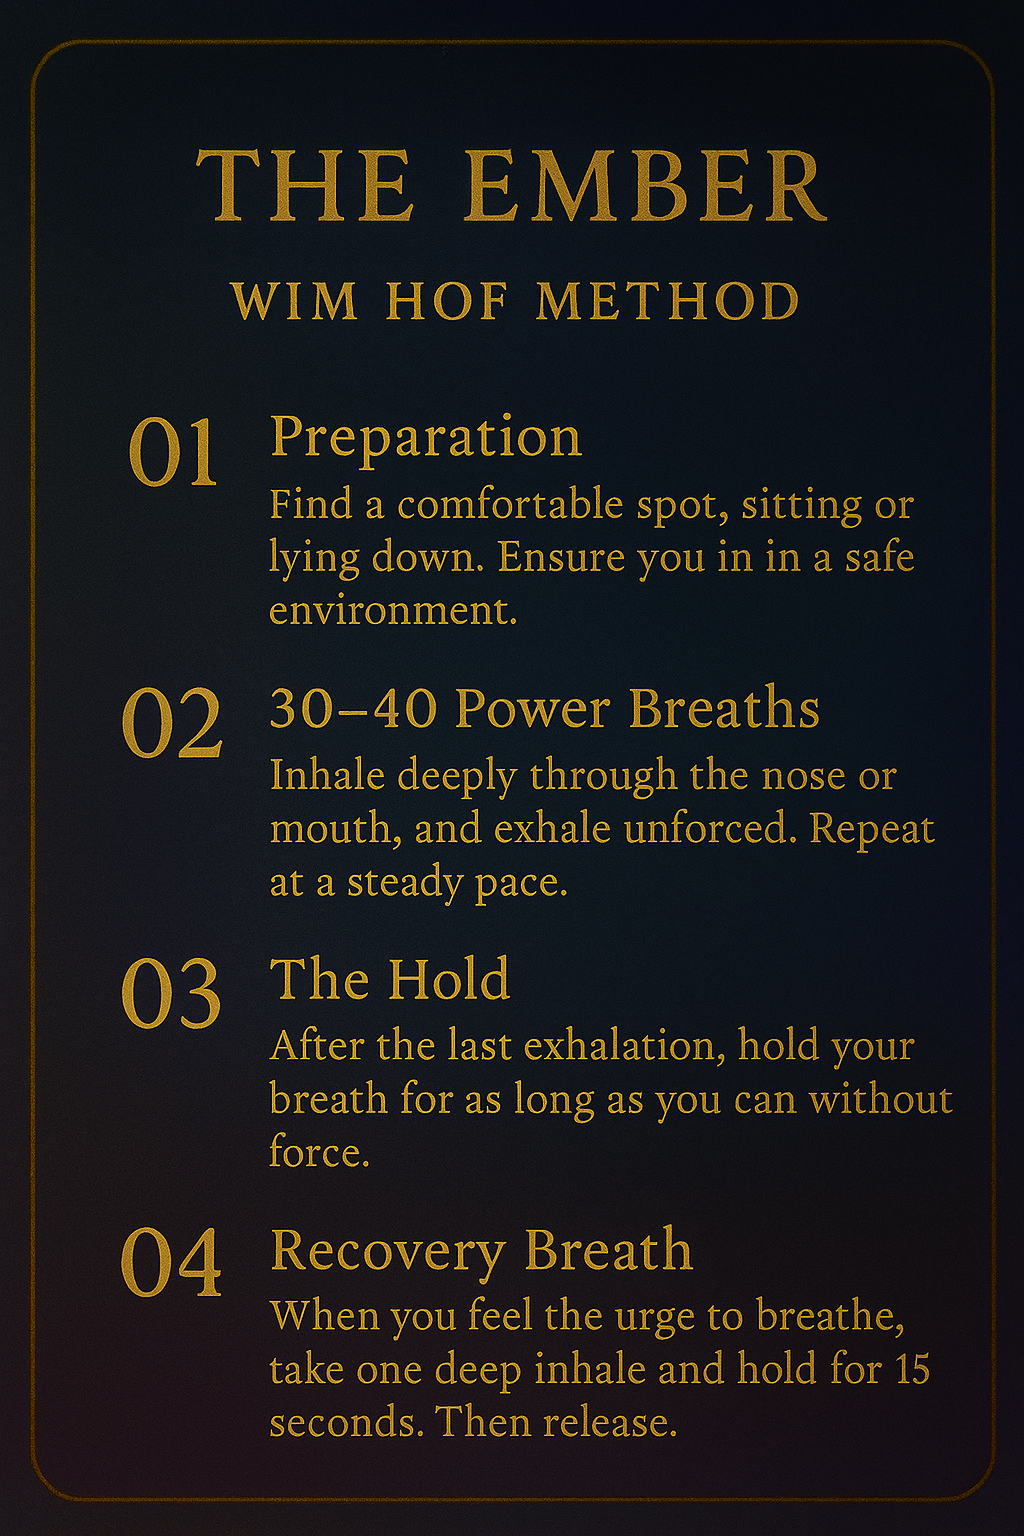 THE EMBER
WIM HOF METHOD
01 Preparation
Find a comfortable spot, sitting or
lying down. Ensure you in in a safe
environment.
02 30–40 Power Breaths
Inhale deeply through the nose or
mouth, and exhale unforced. Repeat
at a steady pace.
03 The Hold
After the last exhalation, hold your
breath for as long as you can without
force.
04 Recovery Breath
When you feel the urge to breathe,
take one deep inhale and hold for 15
seconds. Then release.